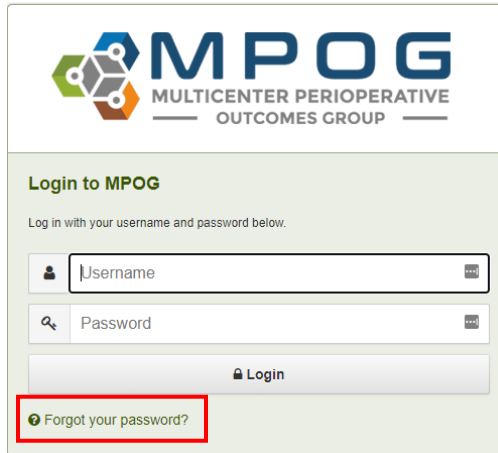 MPOG
MULTICENTER PERIOPERATIVE
OUTCOMES GROUP
Login to MPOG
Log in with your username and password below.
Username
Password
Login
Forgot your password?